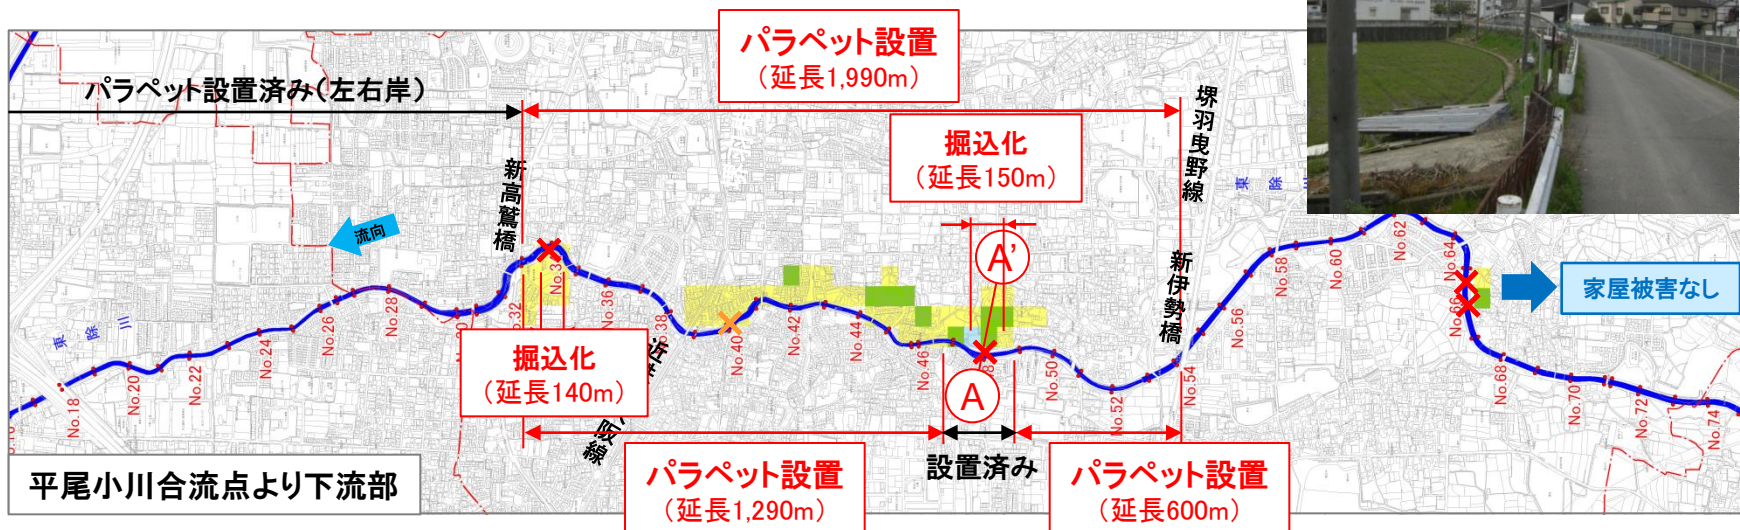 パラペット設置
（延長1,990m）
パラペット設置済み（左右岸）
堺羽曳野線
掘込化
（延長150m）
新高鷲橋
東除川
流向
A'
No.62
No.64
No.60
No.58
家屋被害なし
新伊勢橋
No.66
No.36
No.56
No.28
No.32
No.38
No.26
No.42
No.44
東除川
No.40
No.24
No.46
No.50
No.54
No.22
掘込化
（延長140m）
No.20
No.68
No.18
A
No.52
No.70
No.72
No.74
阪線
パラペット設置
（延長1,290m）
設置済み
パラペット設置
（延長600m）
平尾小川合流点より下流部